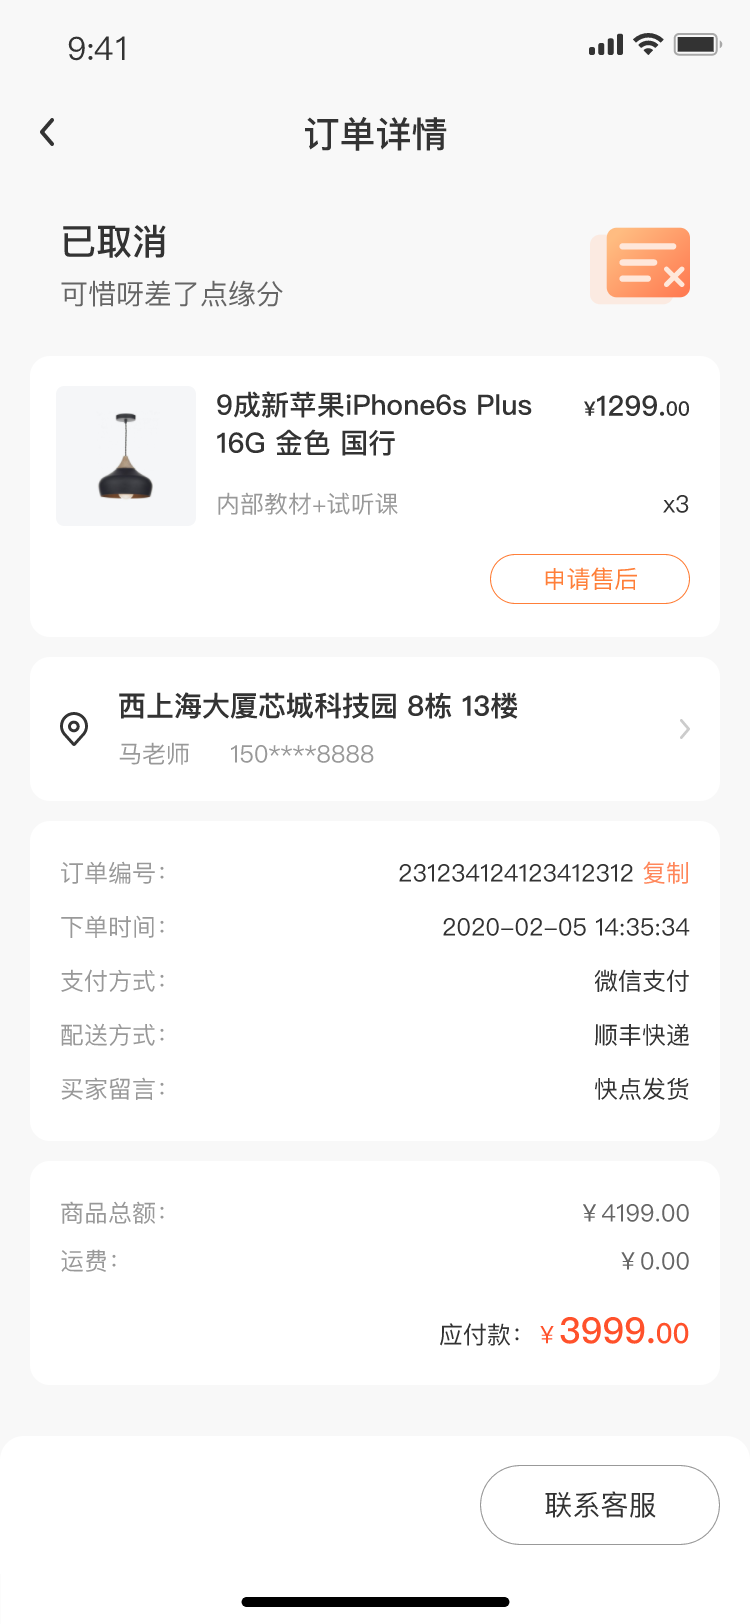 9:41
订单详情
已取消
可惜呀差了点缘分
9成新苹果iPhone6s Plus
¥1299.00
16G 金色 国行
内部教材+试听课
x3
申请售后
西上海大厦芯城科技园 8栋 13楼
马老师 150****8888
订单编号: 231234124123412312 复制
下单时间: 2020-02-05 14:35:34
支付方式: 微信支付
配送方式: 顺丰快递
买家留言: 快点发货
商品总额: ¥4199.00
运费: ¥0.00
应付款: ¥3999.00
联系客服